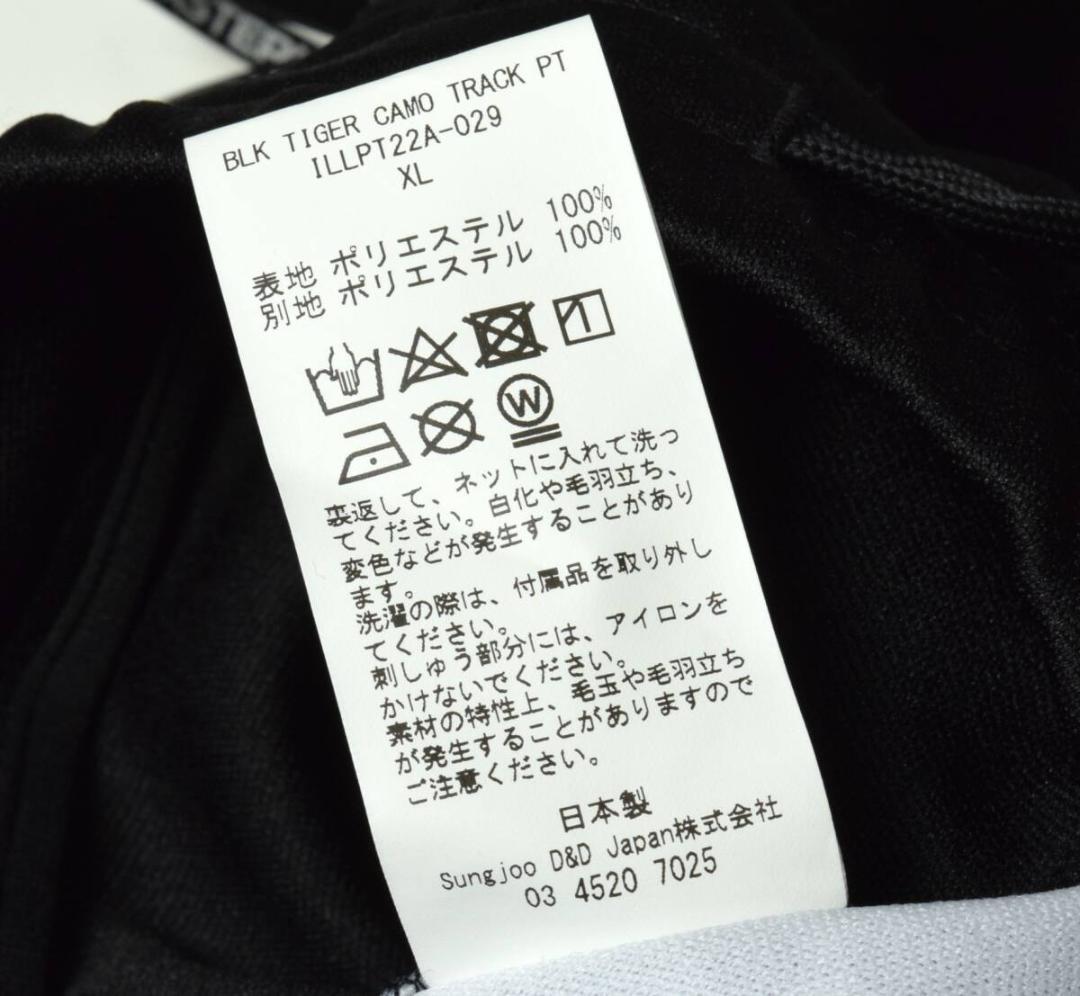 BLK TIGER CAMO TRACK PT
ILLPT22A-029
XL
表地 ポリエステル 100%
別地 ポリエステル 100%
W
裏返して、ネットに入れて洗っ
てください。白化や毛羽立ち、
変色などが発生することがあり
ます。
洗濯の際は、付属品を取り外し
てください。
刺しゅう部分には、アイロンを
かけないでください。
素材の特性上、毛玉や毛羽立ち
が発生することがありますので
ご注意ください。
日本製
Sungjoo D&D Japan株式会社
03 4520 7025